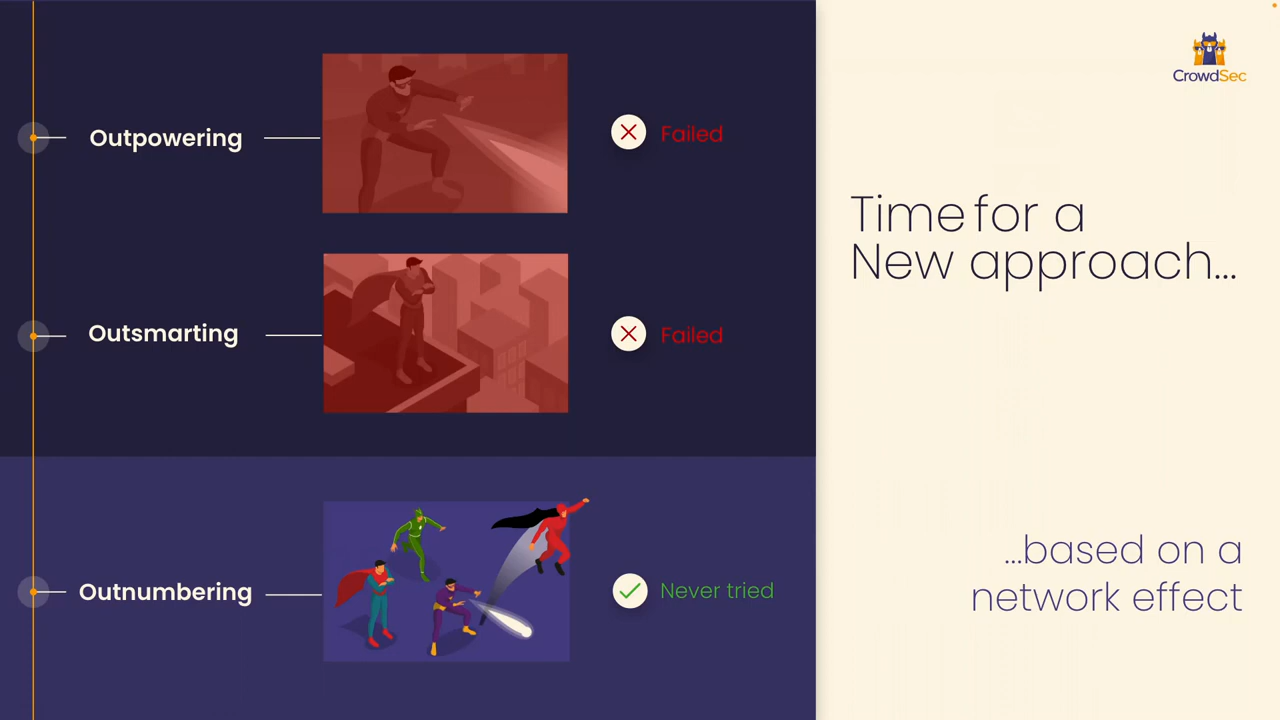 Outpowering
Failed
Outsmarting
Failed
Outnumbering
Never tried
CrowdSec
Time for a
New approach...
...based on a
network effect